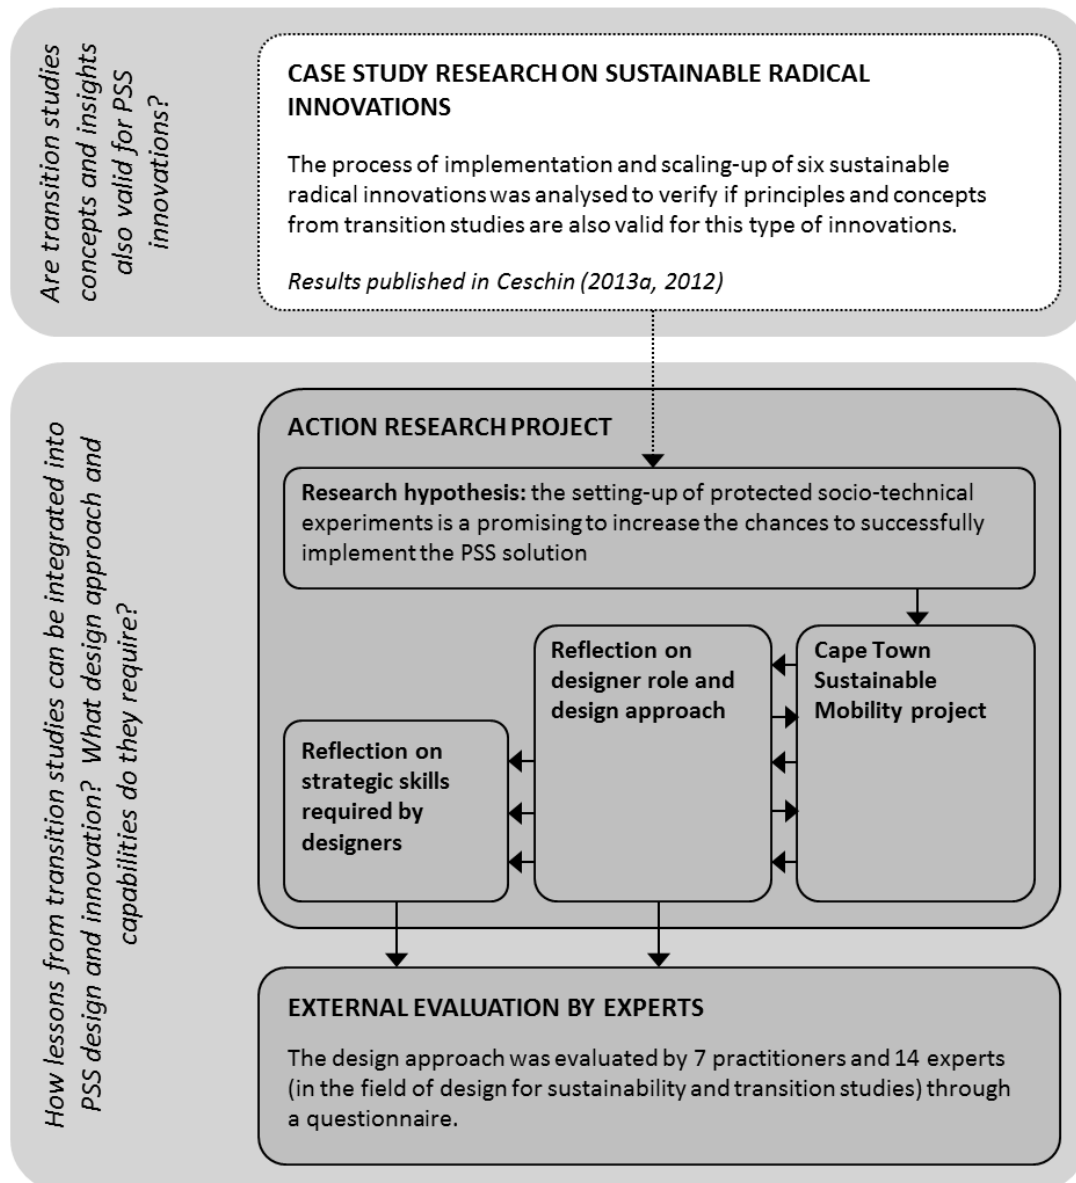 Are transition studies
concepts and insights
also valid for PSS
innovations?
CASE STUDY RESEARCH ON SUSTAINABLE RADICAL
INNOVATIONS
The process of implementation and scaling-up of six sustainable
radical innovations was analysed to verify if principles and concepts
from transition studies are also valid for this type of innovations.
Results published in Ceschin (2013a, 2012)
How lessons from transition studies can be integrated into
PSS design and innovation? What design approach and
capabilities do they require?
ACTION RESEARCH PROJECT
Research hypothesis: the setting-up of protected socio-technical
experiments is a promising to increase the chances to successfully
implement the PSS solution
Reflection on
strategic skills
required by
designers
Reflection on
designer role and
design approach
Cape Town
Sustainable
Mobility project
EXTERNAL EVALUATION BY EXPERTS
The design approach was evaluated by 7 practitioners and 14 experts
(in the field of design for sustainability and transition studies) through
a questionnaire.